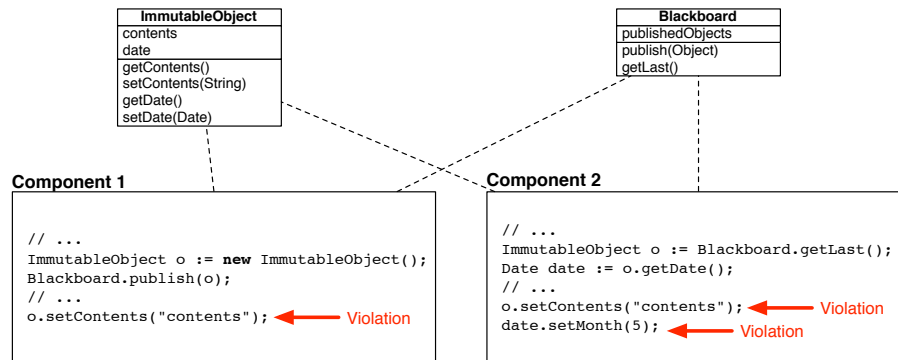 ImmutableObject
contents
date
getContents()
setContents(String)
getDate()
setDate(Date)
Blackboard
publishedObjects
publish(Object)
getLast()
Component 1
// ...
ImmutableObject o := new ImmutableObject();
Blackboard.publish(o);
// ...
o.setContents("contents"); Violation
Component 2
// ...
ImmutableObject o := Blackboard.getLast();
Date date := o.getDate();
// ...
o.setContents("contents"); Violation
date.setMonth(5); Violation